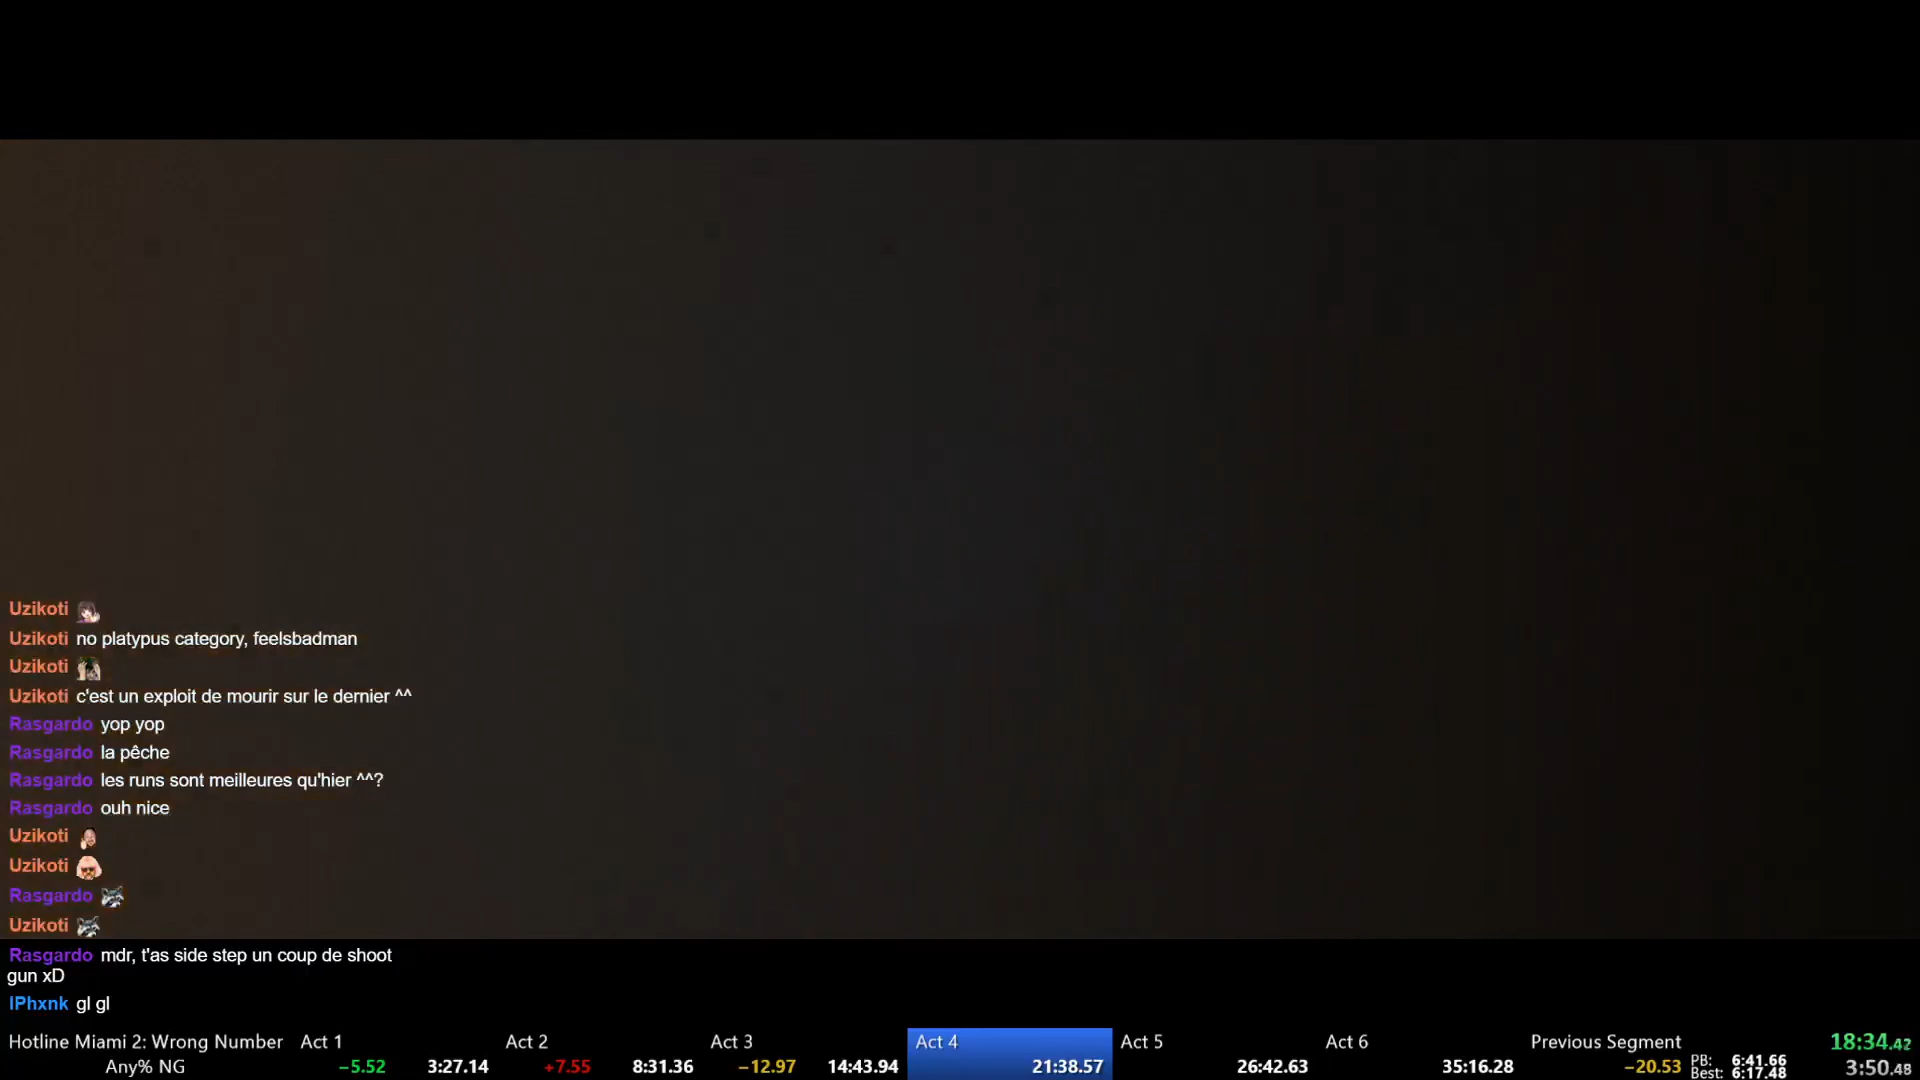 Uzikoti
Uzikoti no platypus category, feelsbadman
Uzikoti
Uzikoti c'est un exploit de mourir sur le dernier ^^
Rasgardo yop yop
Rasgardo la pêche
Rasgardo les runs sont meilleures qu'hier ^^?
Rasgardo ouh nice
Uzikoti
Uzikoti
Rasgardo
Uzikoti
Rasgardo mdr, t'as side step un coup de shoot
gun xD
IPhxnk gl gl
Hotline Miami 2: Wrong Number Act 1 Act 2 Act 3 Act 4 Act 5 Act 6 Previous Segment 18:34.42
Any% NG −5.52 3:27.14 +7.55 8:31.36 −12.97 14:43.94 21:38.57 26:42.63 35:16.28 −20.53 PB: 6:41.66
Best: 6:17.48 3:50.48